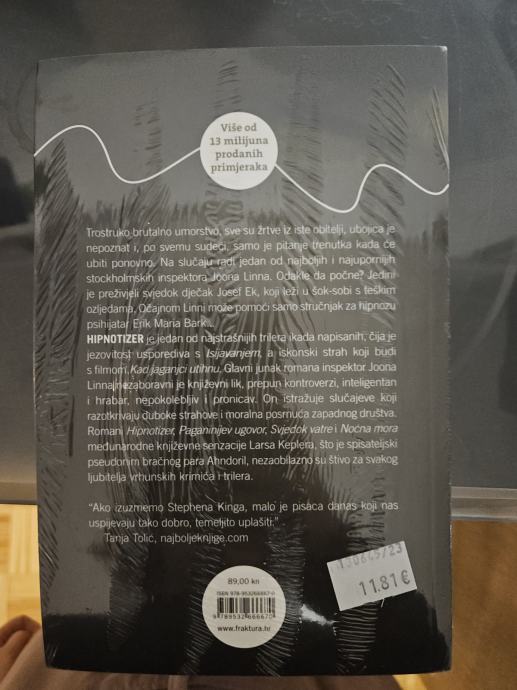 Više od
13 milijuna
prodanih
primjeraka
Trostruko brutalno umorstvo, sve su žrtve iz iste obitelji, ubojica je
nepoznat i, po svemu sudeći, samo je pitanje trenutka kada će
ubiti ponovno. Na slučaju radi jedan od najboljih i najupornijih
stockholmskih inspektora Joona Linna. Odakle da počne? Jedini
je preživjeli svjedok dječak Josef Ek, koji leži u šok-sobi s teškim
ozljedama. Očajnom Linni može pomoći samo stručnjak za hipnozu
psihijatar Erik Maria Bark...
HIPNOTIZER je jedan od najstrašnijih trilera ikada napisanih, čija je
jezovitost usporediva s Isijavanjem, a iskonski strah koji budi
s filmom Kad jaganjci utihnu. Glavni junak romana inspektor Joona
Linna nezaboravni je književni lik, prepun kontroverzi, inteligentan
i hrabar, nepokolebljiv i pronicav. On istražuje slučajeve koji
razotkrivaju duboke strahove i moralna posrnuća zapadnog društva.
Romani Hipnotizer, Paganinijev ugovor, Svjedok vatre i Noćna mora
međunarodne književne senzacije Larsa Keplera, što je spisateljski
pseudonim bračnog para Ahndoril, nezaobilazno su štivo za svakog
ljubitelja vrhunskih krimića i trilera.
“Ako izuzmemo Stephena Kinga, malo je pisaca danas koji nas
uspijevaju tako dobro, temeljito uplašiti.”
Tanja Tolić, najboljeknjige.com
89,00 kn
ISBN 978-953266667-0
9 789532 666670
www.fraktura.hr
130645/23
11.81€